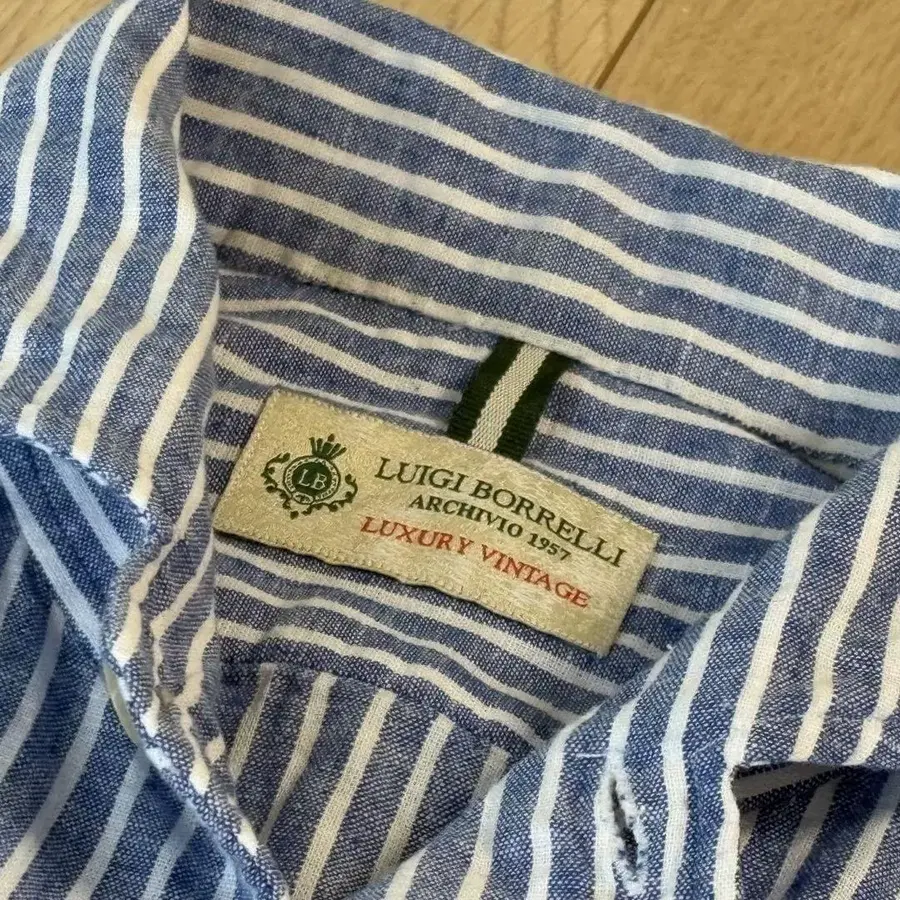 LB
LUIGI BORRELLI
ARCHIVIO 1957
LUXURY VINTAGE